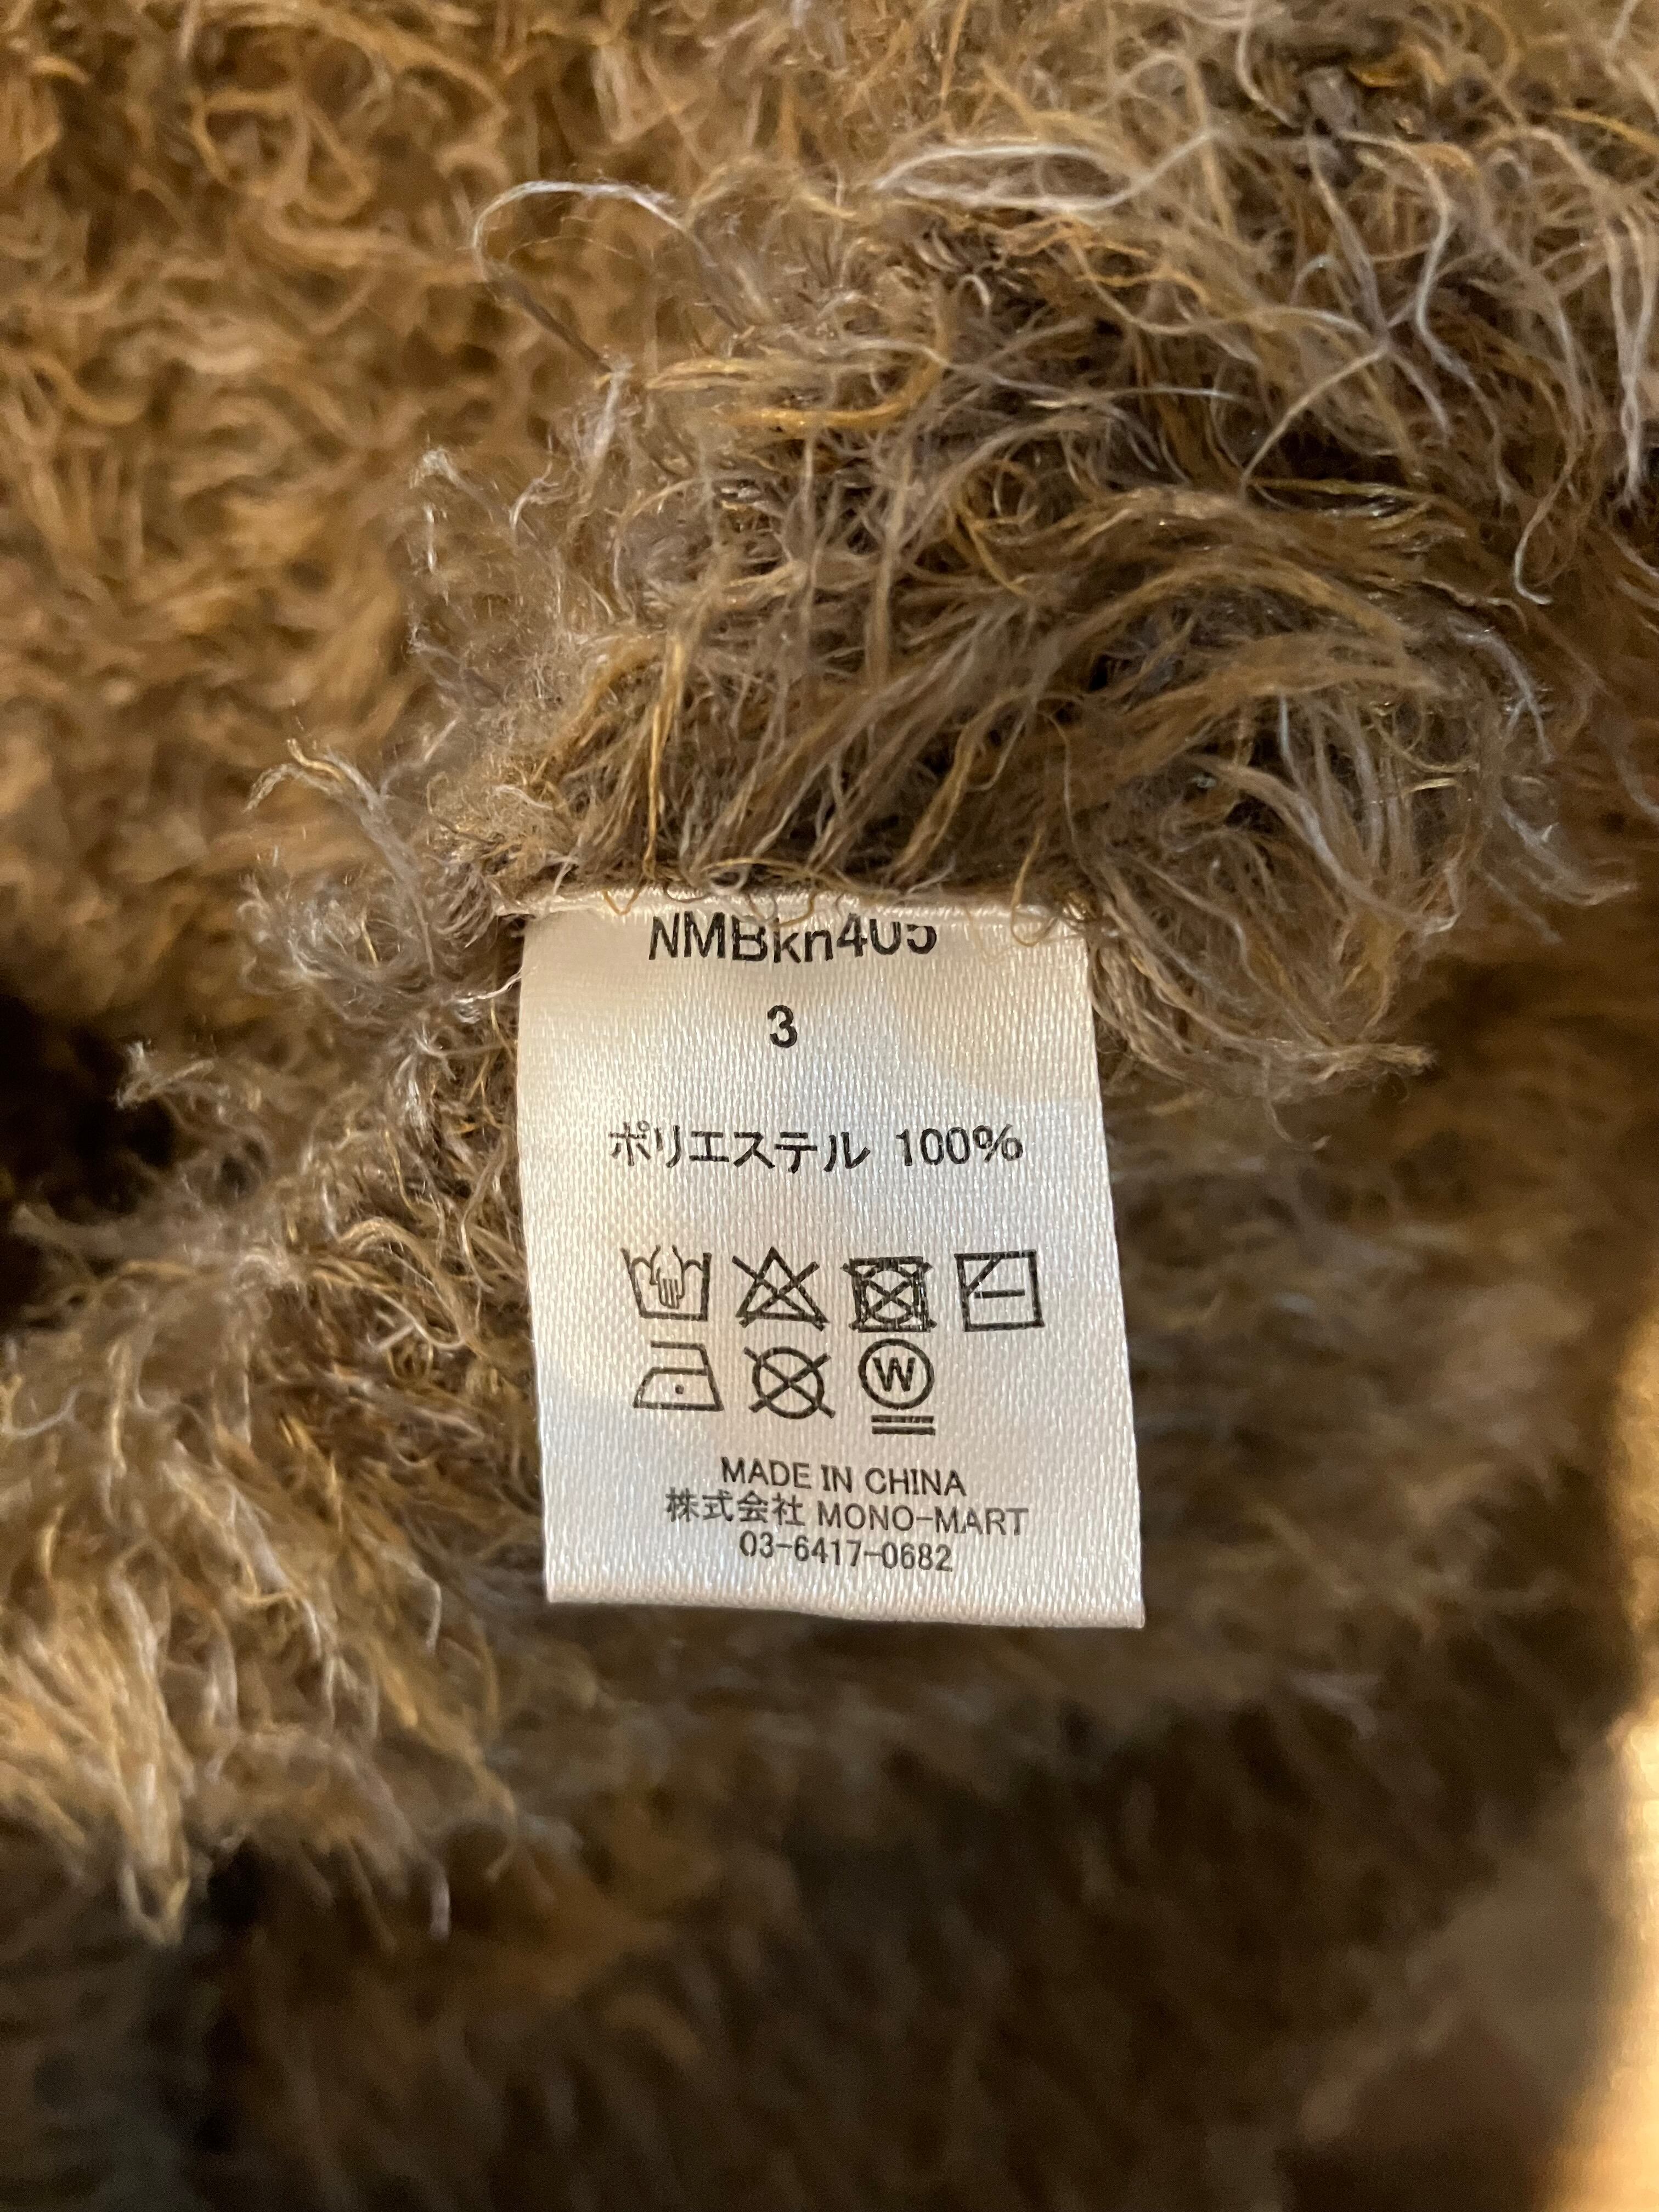 NMBkn405
3
ポリエステル 100%
W
MADE IN CHINA
株式会社 MONO-MART
03-6417-0682